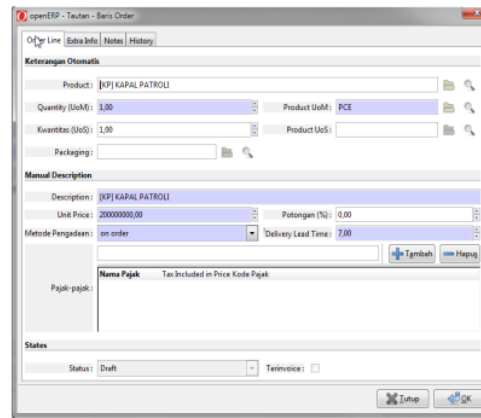 openERP - Tautan - Baris Order
Order Line Extra Info Notes History
Keterangan Otomatis
Product : [KP] KAPAL PATROLI
Quantity (UoM) : 1,00 Product UoM : PCE
Kwantitas (UoS) : 1,00 Product UoS :
Packaging :
Manual Description
Description : [KP] KAPAL PATROLI
Unit Price : 200000000,00 Potongan (%) : 0,00
Metode Pengadaan : on order ?Delivery Lead Time : 7,00
Tambah Hapus
Nama Pajak Tax Included in Price Kode Pajak
Pajak-pajak :
States
Status : Draft Terinvoice :
Tutup OK